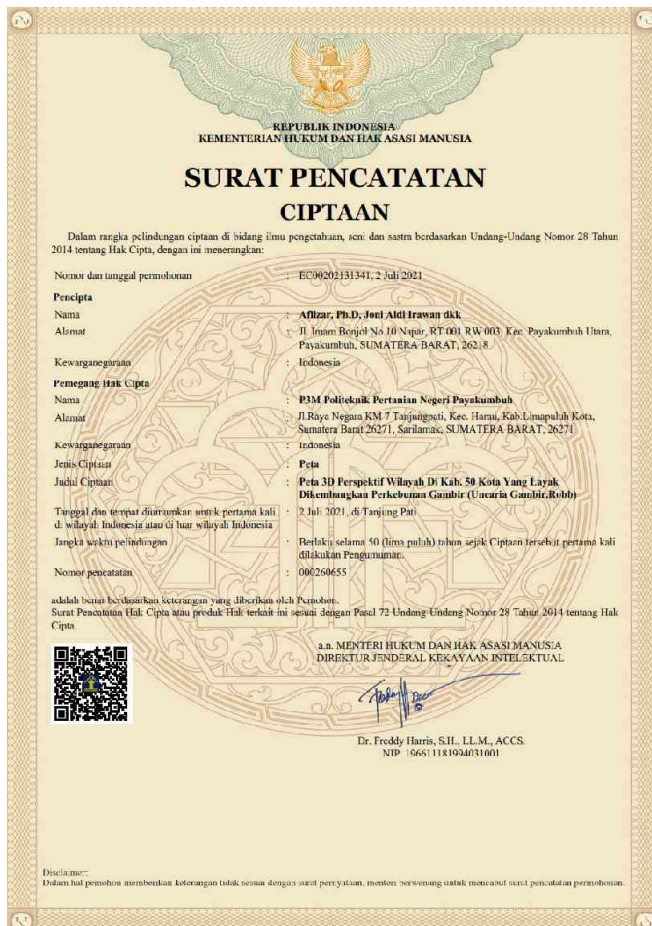 REPUBLIK INDONESIA
KEMENTERIAN HUKUM DAN HAK ASASI MANUSIA
SURAT PENCATATAN
CIPTAAN
Dalam rangka pelindungan ciptaan di bidang ilmu pengetahuan, seni dan sastra berdasarkan Undang-Undang Nomor 28 Tahun
2014 tentang Hak Cipta, dengan ini menerangkan:
Nomor dan tanggal permohonan : EC00202131341, 2 Juli 2021
Pencipta
Nama : Aflizar, Ph.D, Joni Aldi Irawan dkk
Alamat : Jl. Imam Bonjol No 10 Napar, RT 001 RW 003, Kec. Payakumbuh Utara,
Payakumbuh, SUMATERA BARAT, 26218
Kewarganegaraan : Indonesia
Pemegang Hak Cipta
Nama : P3M Politeknik Pertanian Negeri Payakumbuh
Alamat : Jl.Raya Negara KM 7 Tanjungpati, Kec. Harau, Kab.Limapuluh Kota,
Sumatera Barat 26271, Sarilamak, SUMATERA BARAT, 26271
Kewarganegaraan : Indonesia
Jenis Ciptaan : Peta
Judul Ciptaan : Peta 3D Perspektif Wilayah Di Kab. 50 Kota Yang Layak
Dikembangkan Perkebunan Gambir (Uncaria Gambir.Robb)
Tanggal dan tempat diumumkan untuk pertama kali : 2 Juli 2021, di Tanjung Pati
di wilayah Indonesia atau di luar wilayah Indonesia
Jangka waktu pelindungan : Berlaku selama 50 (lima puluh) tahun sejak Ciptaan tersebut pertama kali
dilakukan Pengumuman.
Nomor pencatatan : 000260655
adalah benar berdasarkan keterangan yang diberikan oleh Pemohon.
Surat Pencatatan Hak Cipta atau produk Hak terkait ini sesuai dengan Pasal 72 Undang-Undang Nomor 28 Tahun 2014 tentang Hak
Cipta.
a.n. MENTERI HUKUM DAN HAK ASASI MANUSIA
DIREKTUR JENDERAL KEKAYAAN INTELEKTUAL
Dr. Freddy Harris, S.H., LL.M., ACCS.
NIP. 196611181994031001
Disclaimer:
Dalam hal pemohon memberikan keterangan tidak sesuai dengan surat pernyataan, menteri berwenang untuk mencabut surat pencatatan permohonan.